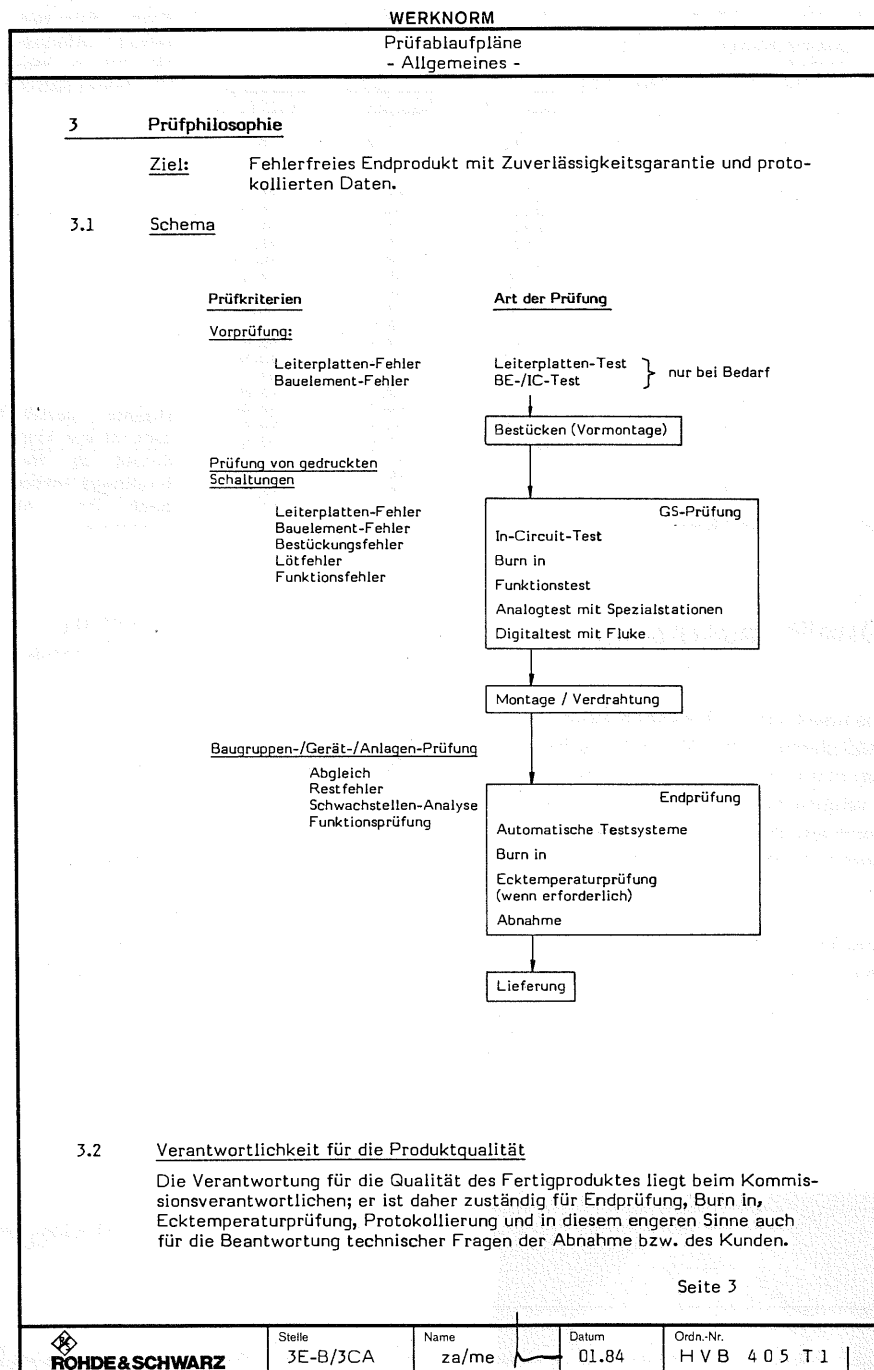 WERKNORM
Prüfablaufpläne
- Allgemeines -
3 Prüfphilosophie
Ziel: Fehlerfreies Endprodukt mit Zuverlässigkeitsgarantie und proto-
kollierten Daten.
3.1 Schema
Prüfkriterien Art der Prüfung
Vorprüfung:
Leiterplatten-Fehler Leiterplatten-Test
Bauelement-Fehler BE-/IC-Test
nur bei Bedarf
Bestücken (Vormontage)
Prüfung von gedruckten
Schaltungen
Leiterplatten-Fehler
Bauelement-Fehler
Bestückungsfehler
Lötfehler
Funktionsfehler
GS-Prüfung
In-Circuit-Test
Burn in
Funktionstest
Analogtest mit Spezialstationen
Digitaltest mit Fluke
Montage / Verdrahtung
Baugruppen-/Gerät-/Anlagen-Prüfung
Abgleich
Restfehler
Schwachstellen-Analyse
Funktionsprüfung
Endprüfung
Automatische Testsysteme
Burn in
Ecktemperaturprüfung
(wenn erforderlich)
Abnahme
Lieferung
3.2 Verantwortlichkeit für die Produktqualität
Die Verantwortung für die Qualität des Fertigproduktes liegt beim Kommis-
sionsverantwortlichen; er ist daher zuständig für Endprüfung, Burn in,
Ecktemperaturprüfung, Protokollierung und in diesem engeren Sinne auch
für die Beantwortung technischer Fragen der Abnahme bzw. des Kunden.
Seite 3
ROHDE&SCHWARZ
Stelle
3E-B/3CA
Name
za/me
Datum
01.84
Ordn.-Nr.
HVB 405 T1